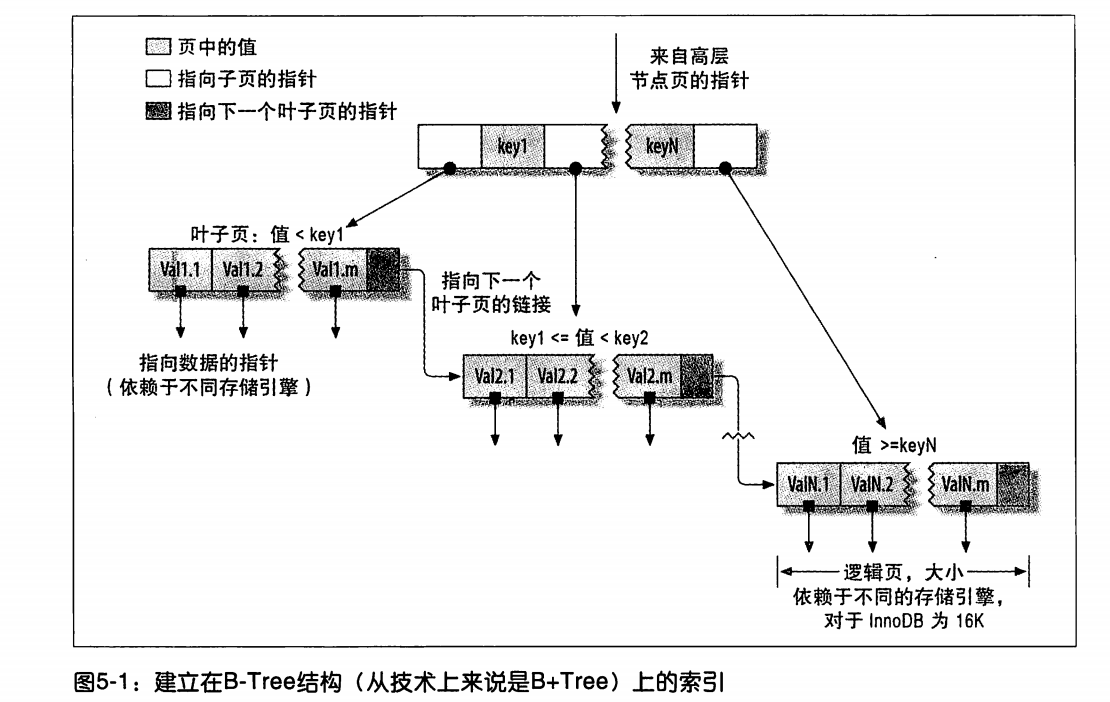 页中的值
指向子页的指针
指向下一个叶子页的指针
来自高层
节点页的指针
key1
keyN
叶子页：值 < key1
Val1.1
Val1.2
Val1.m
指向下一个
叶子页的链接
指向数据的指针
（依赖于不同存储引擎）
key1 <= 值 < key2
Val2.1
Val2.2
Val2.m
值 >=keyN
ValN.1
ValN.2
ValN.m
逻辑页，大小
依赖于不同的存储引擎，
对于 InnoDB 为 16K
图5-1：建立在B-Tree结构（从技术上来说是B+Tree）上的索引